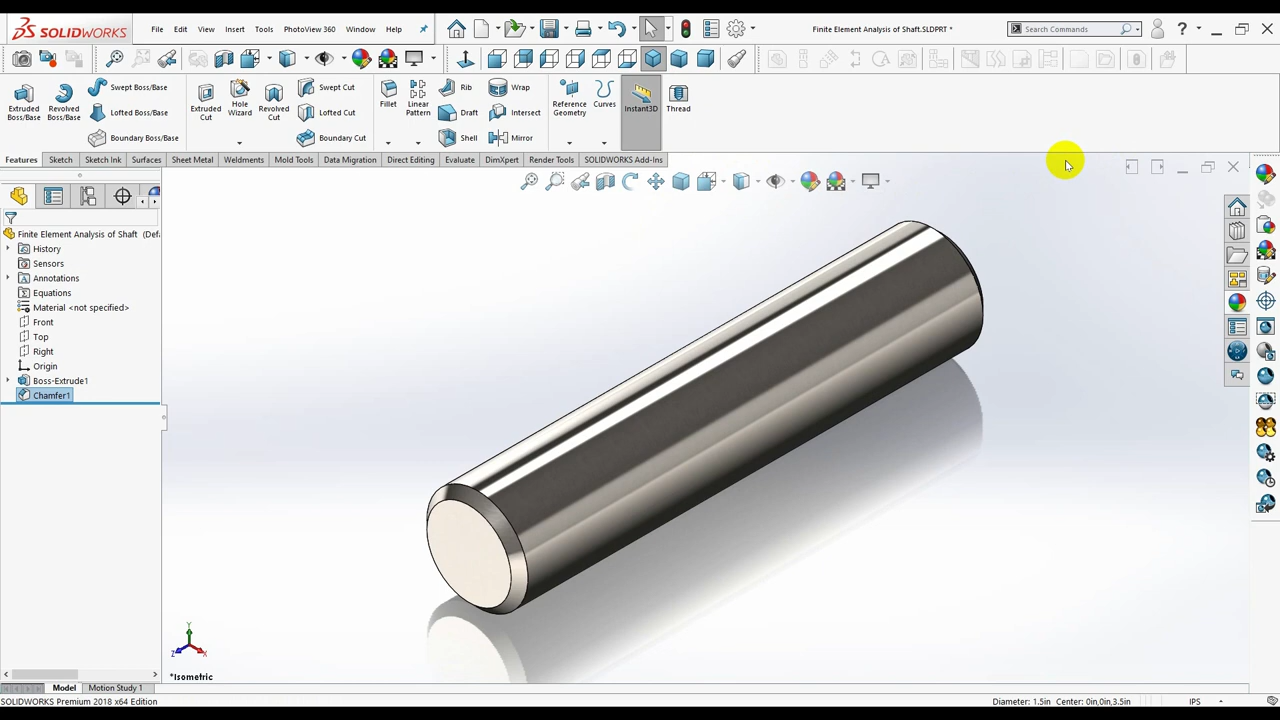 SOLIDWORKS
File Edit View Insert Tools PhotoView 360 Window Help
Finite Element Analysis of Shaft.SLDPRT *
Search Commands
Extruded Boss/Base
Revolved Boss/Base
Swept Boss/Base
Lofted Boss/Base
Boundary Boss/Base
Extruded Cut
Hole Wizard
Revolved Cut
Swept Cut
Lofted Cut
Boundary Cut
Fillet
Linear Pattern
Rib
Draft
Shell
Wrap
Intersect
Mirror
Reference Geometry
Curves
Instant3D
Thread
Features Sketch Sketch Ink Surfaces Sheet Metal Weldments Mold Tools Data Migration Direct Editing Evaluate DimXpert Render Tools SOLIDWORKS Add-Ins
Finite Element Analysis of Shaft (Def
History
Sensors
Annotations
Equations
Material <not specified>
Front
Top
Right
Origin
Boss-Extrude1
Chamfer1
Y
Z
X
*Isometric
Model Motion Study 1
SOLIDWORKS Premium 2018 x64 Edition
Diameter: 1.5in Center: 0in,0in,3.5in
IPS